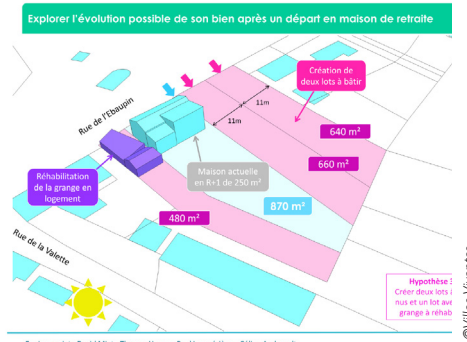 Explorer l'évolution possible de son bien après un départ en maison de retraite
Création de
deux lots à bâtir
Rue de l'Ebaupin
11m
11m
640 m²
660 m²
Réhabilitation
de la grange en
logement
Maison actuelle
en R+1 de 250 m²
870 m²
480 m²
Rue de la Valette
Hypothèse 3
Créer deux lots
nus et un lot ave
grange à réhab